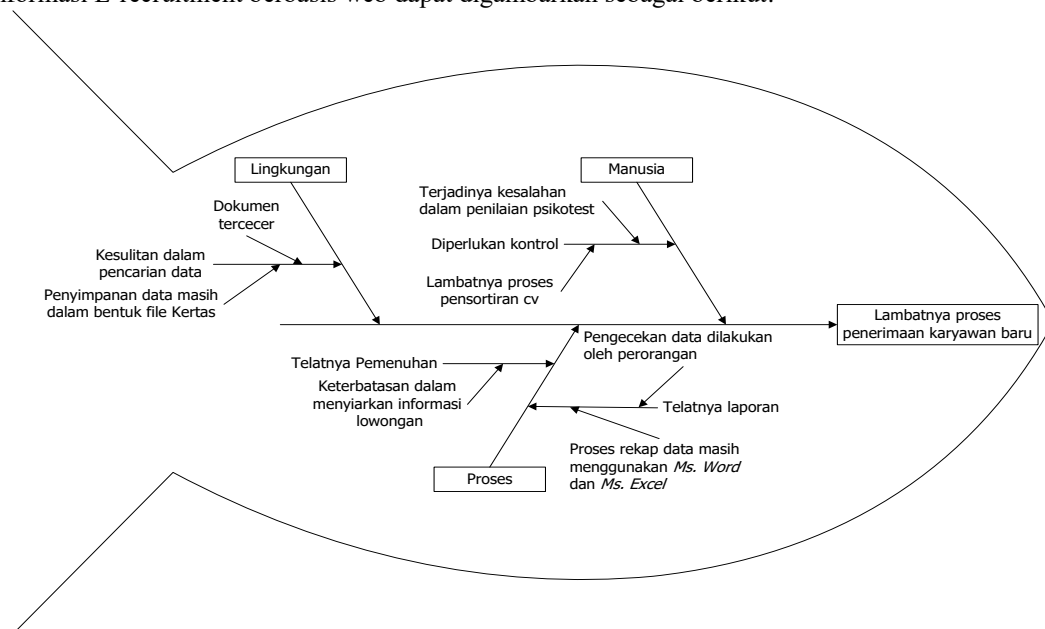 informasi E-recruitment berbasis web dapat digambarkan sebagai berikut:
Lingkungan
Manusia
Dokumen
tercecer
Terjadinya kesalahan
dalam penilaian psikotest
Kesulitan dalam
pencarian data
Diperlukan kontrol
Penyimpanan data masih
dalam bentuk file Kertas
Lambatnya proses
pensortiran cv
Lambatnya proses
penerimaan karyawan baru
Pengecekan data dilakukan
oleh perorangan
Telatnya Pemenuhan
Keterbatasan dalam
menyiarkan informasi
lowongan
Telatnya laporan
Proses rekap data masih
menggunakan Ms. Word
dan Ms. Excel
Proses